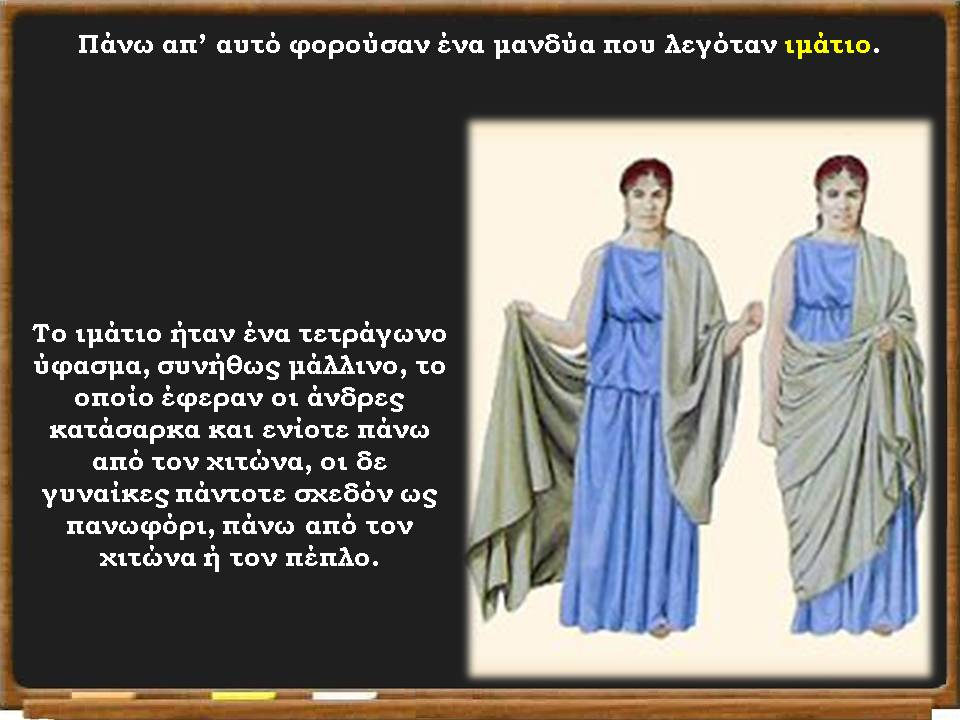 Πάνω απ’ αυτό φορούσαν ένα μανδύα που λεγόταν ιμάτιο.
Το ιμάτιο ήταν ένα τετράγωνο
ύφασμα, συνήθως μάλλινο, το
οποίο έφεραν οι άνδρες
κατάσαρκα και ενίοτε πάνω
από τον χιτώνα, οι δε
γυναίκες πάντοτε σχεδόν ως
πανωφόρι, πάνω από τον
χιτώνα ή τον πέπλο.